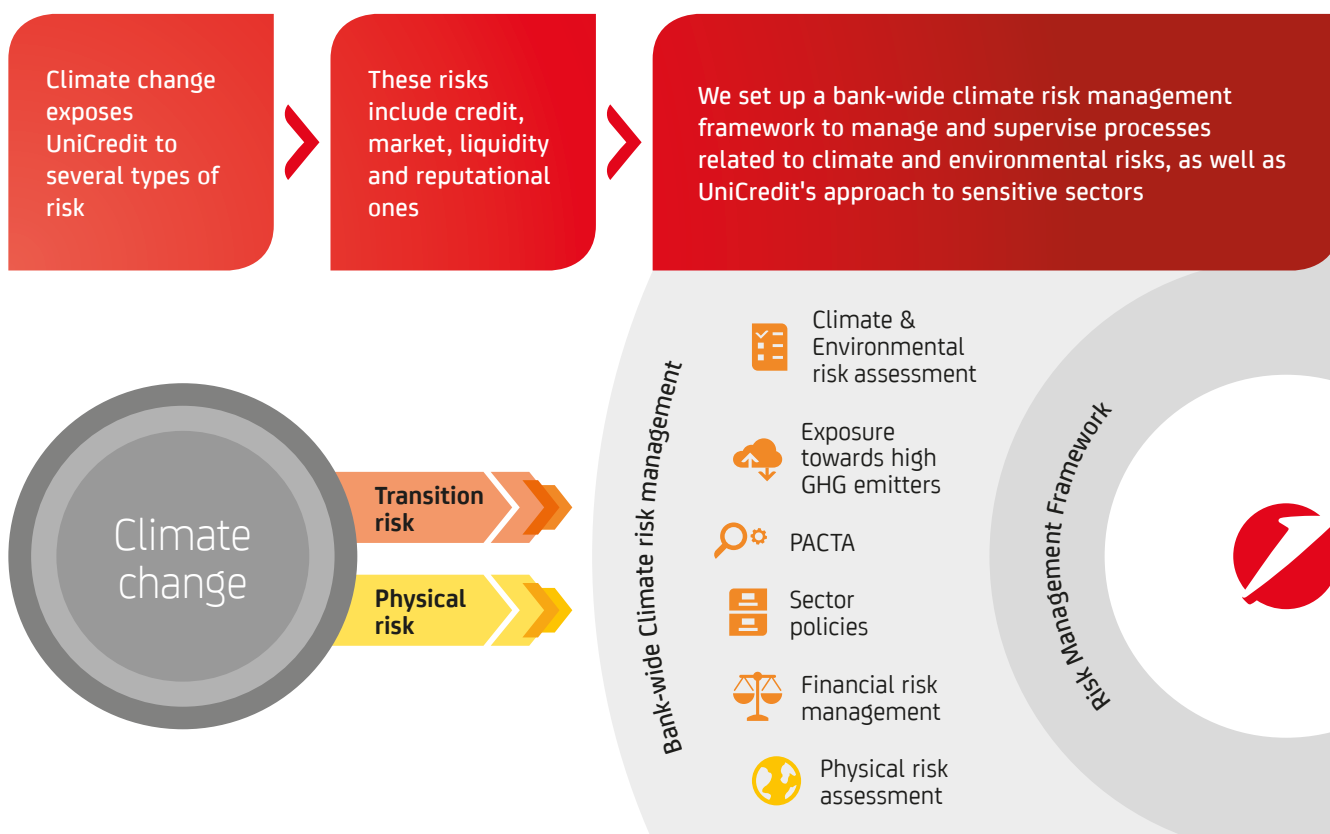 Climate change
exposes
UniCredit to
several types of
risk
These risks
include credit,
market, liquidity
and reputational
ones
We set up a bank-wide climate risk management
framework to manage and supervise processes
related to climate and environmental risks, as well as
UniCredit's approach to sensitive sectors
Climate
change
Transition
risk
Physical
risk
Bank-wide Climate risk management
Climate &
Environmental
risk assessment
Exposure
towards high
GHG emitters
PACTA
Sector
policies
Financial risk
management
Physical risk
assessment
Risk Management Framework